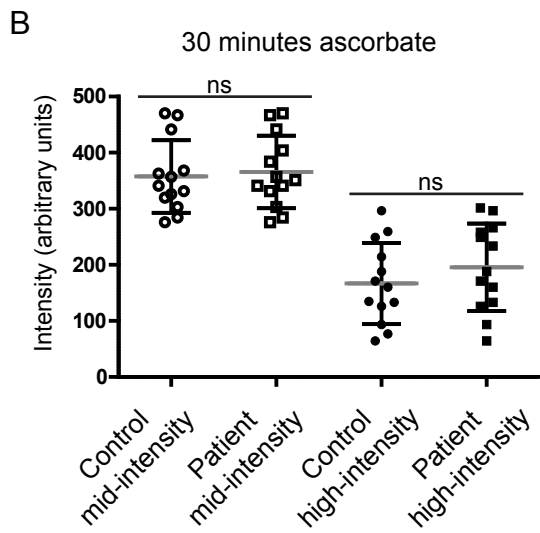 B
30 minutes ascorbate
Intensity (arbitrary units)
500
400
300
200
100
0
ns
ns
Control
mid-intensity
Patient
mid-intensity
Control
high-intensity
Patient
high-intensity